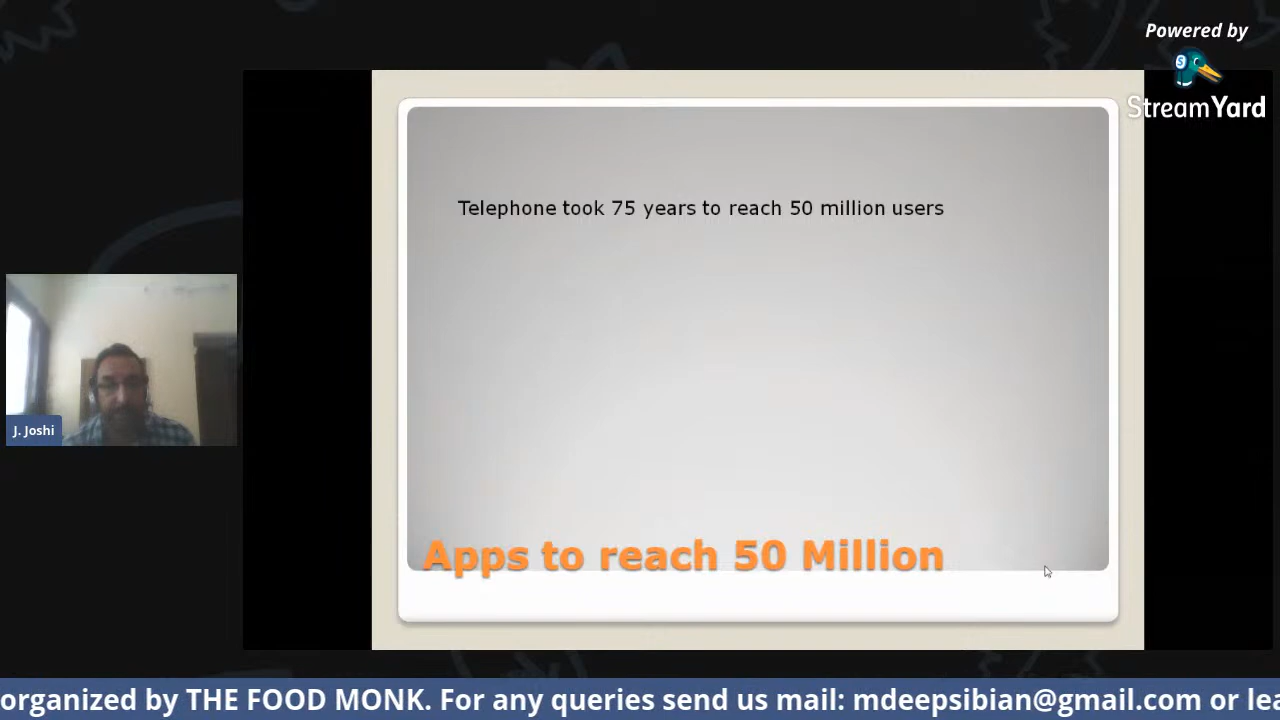 Powered by
StreamYard
Telephone took 75 years to reach 50 million users
J. Joshi
Apps to reach 50 Million
organized by THE FOOD MONK. For any queries send us mail: mdeepsibian@gmail.com or lea